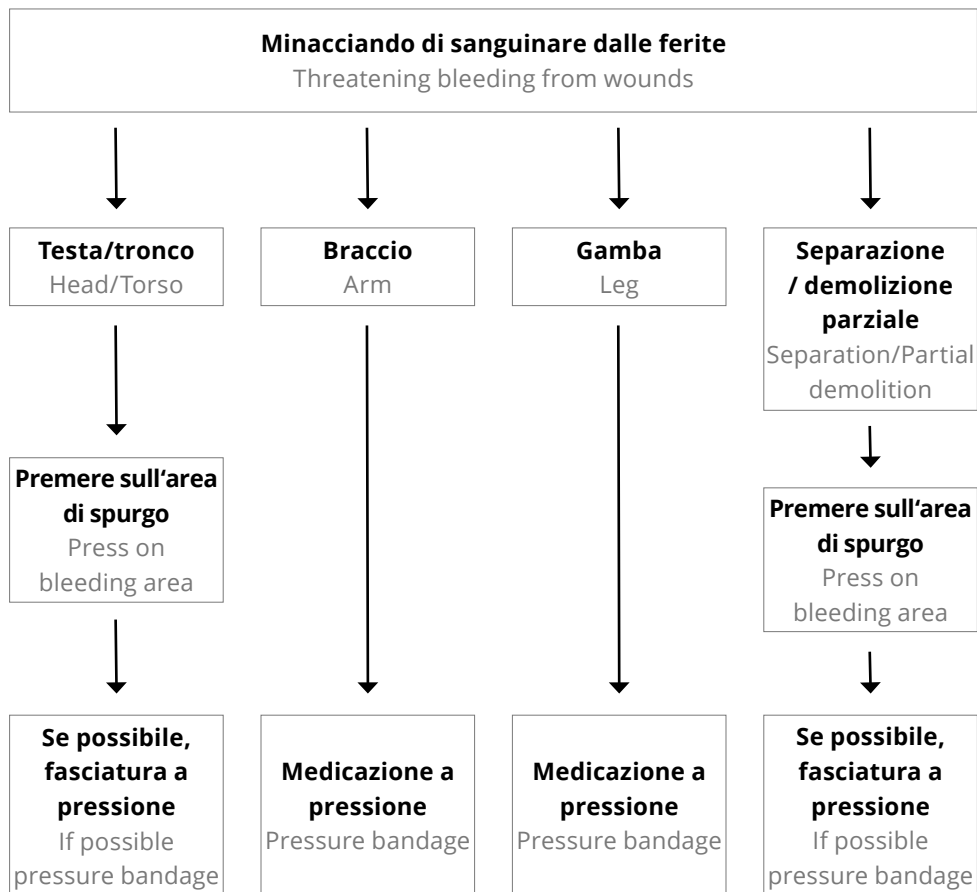 Minacciando di sanguinare dalle ferite
Threatening bleeding from wounds
Testa/tronco
Head/Torso
Braccio
Arm
Gamba
Leg
Separazione
/ demolizione
parziale
Separation/Partial
demolition
Premere sull‘area
di spurgo
Press on
bleeding area
Premere sull‘area
di spurgo
Press on
bleeding area
Se possibile,
fasciatura a
pressione
If possible
pressure bandage
Medicazione a
pressione
Pressure bandage
Medicazione a
pressione
Pressure bandage
Se possibile,
fasciatura a
pressione
If possible
pressure bandage